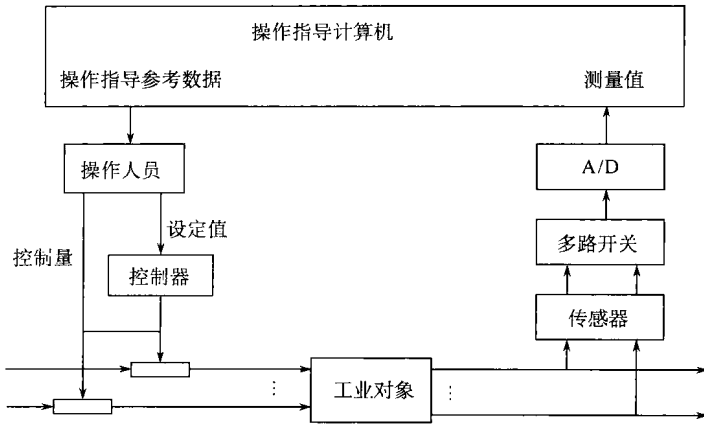 操作指导计算机
操作指导参考数据
测量值
操作人员
A/D
设定值
多路开关
控制量
控制器
传感器
工业对象